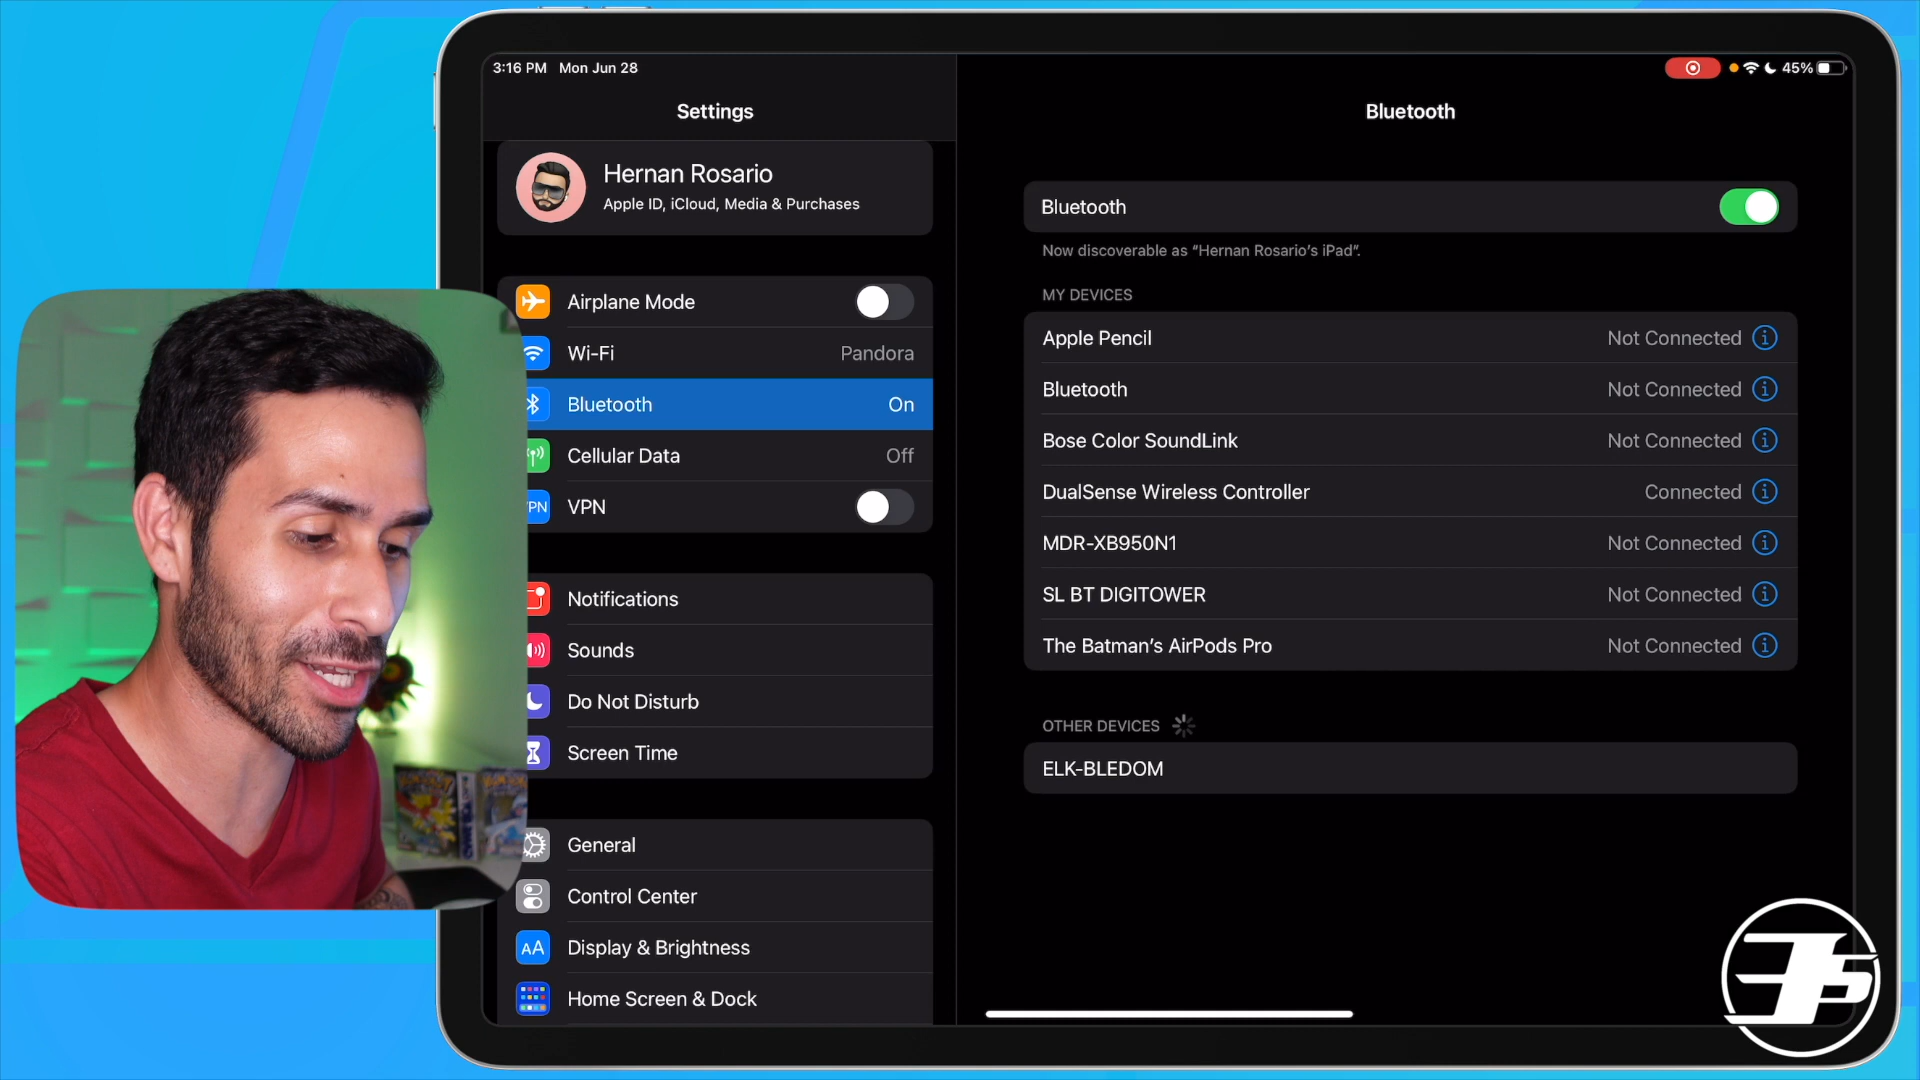 3:16 PM Mon Jun 28
45%
Settings
Hernan Rosario
Apple ID, iCloud, Media & Purchases
Airplane Mode
Wi-Fi Pandora
Bluetooth On
Cellular Data Off
VPN
Notifications
Sounds
Do Not Disturb
Screen Time
General
Control Center
AA Display & Brightness
Home Screen & Dock
Bluetooth
Bluetooth
Now discoverable as “Hernan Rosario’s iPad”.
MY DEVICES
Apple Pencil Not Connected
Bluetooth Not Connected
Bose Color SoundLink Not Connected
DualSense Wireless Controller Connected
MDR-XB950N1 Not Connected
SL BT DIGITOWER Not Connected
The Batman’s AirPods Pro Not Connected
OTHER DEVICES
ELK-BLEDOM